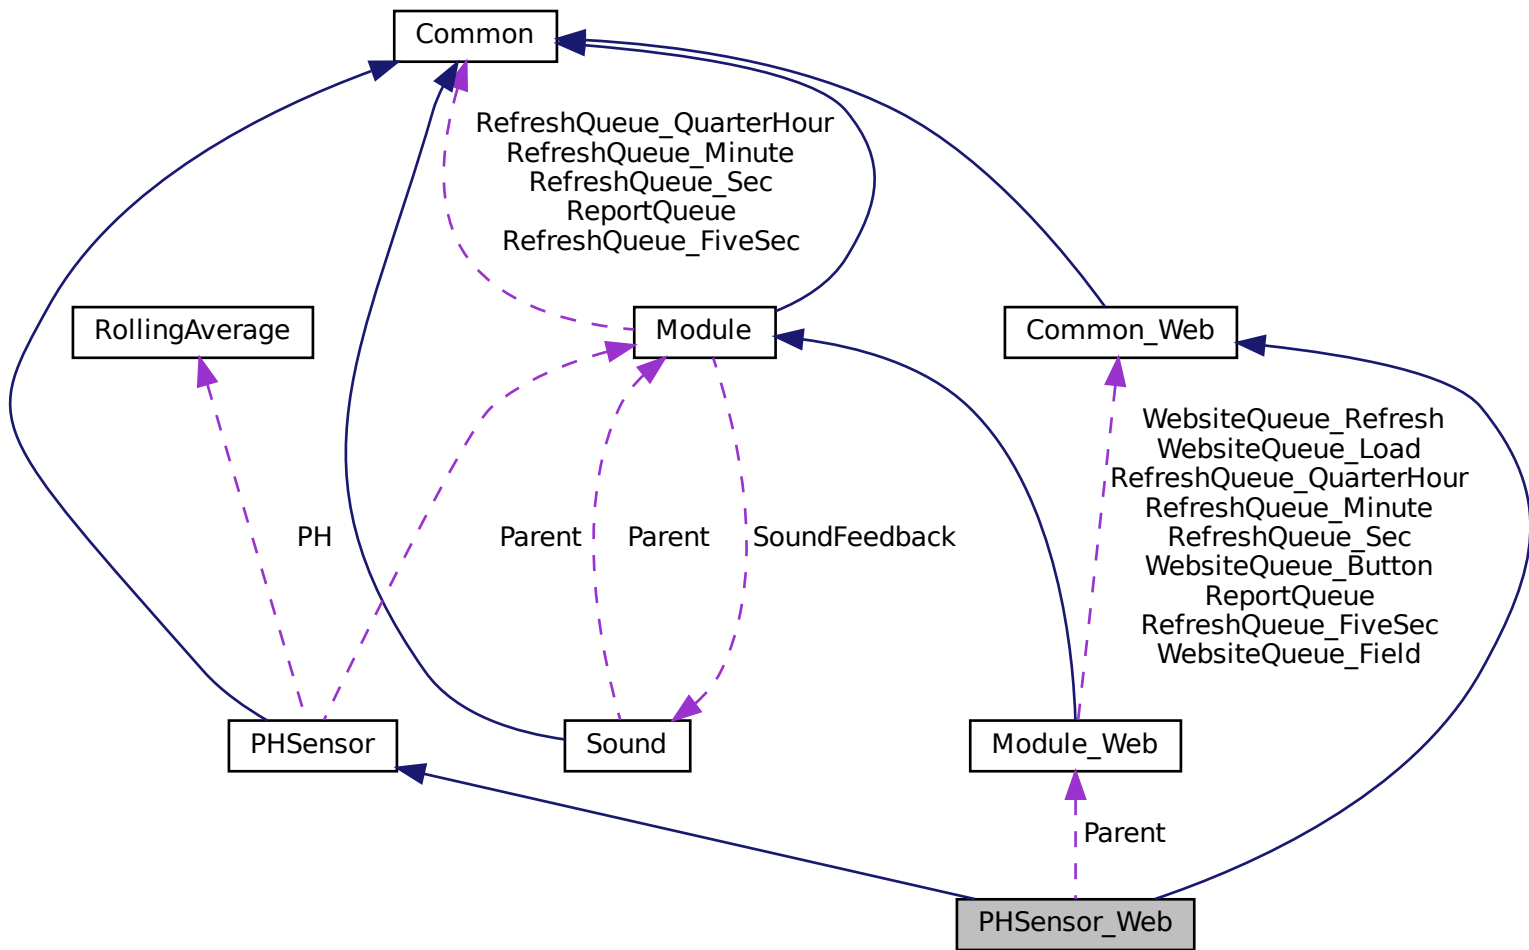 Common
RefreshQueue_QuarterHour
RefreshQueue_Minute
RefreshQueue_Sec
ReportQueue
RefreshQueue_FiveSec
RollingAverage
Module
Common_Web
WebsiteQueue_Refresh
WebsiteQueue_Load
RefreshQueue_QuarterHour
RefreshQueue_Minute
RefreshQueue_Sec
WebsiteQueue_Button
ReportQueue
RefreshQueue_FiveSec
WebsiteQueue_Field
PH
Parent
Parent
SoundFeedback
PHSensor
Sound
Module_Web
Parent
PHSensor_Web